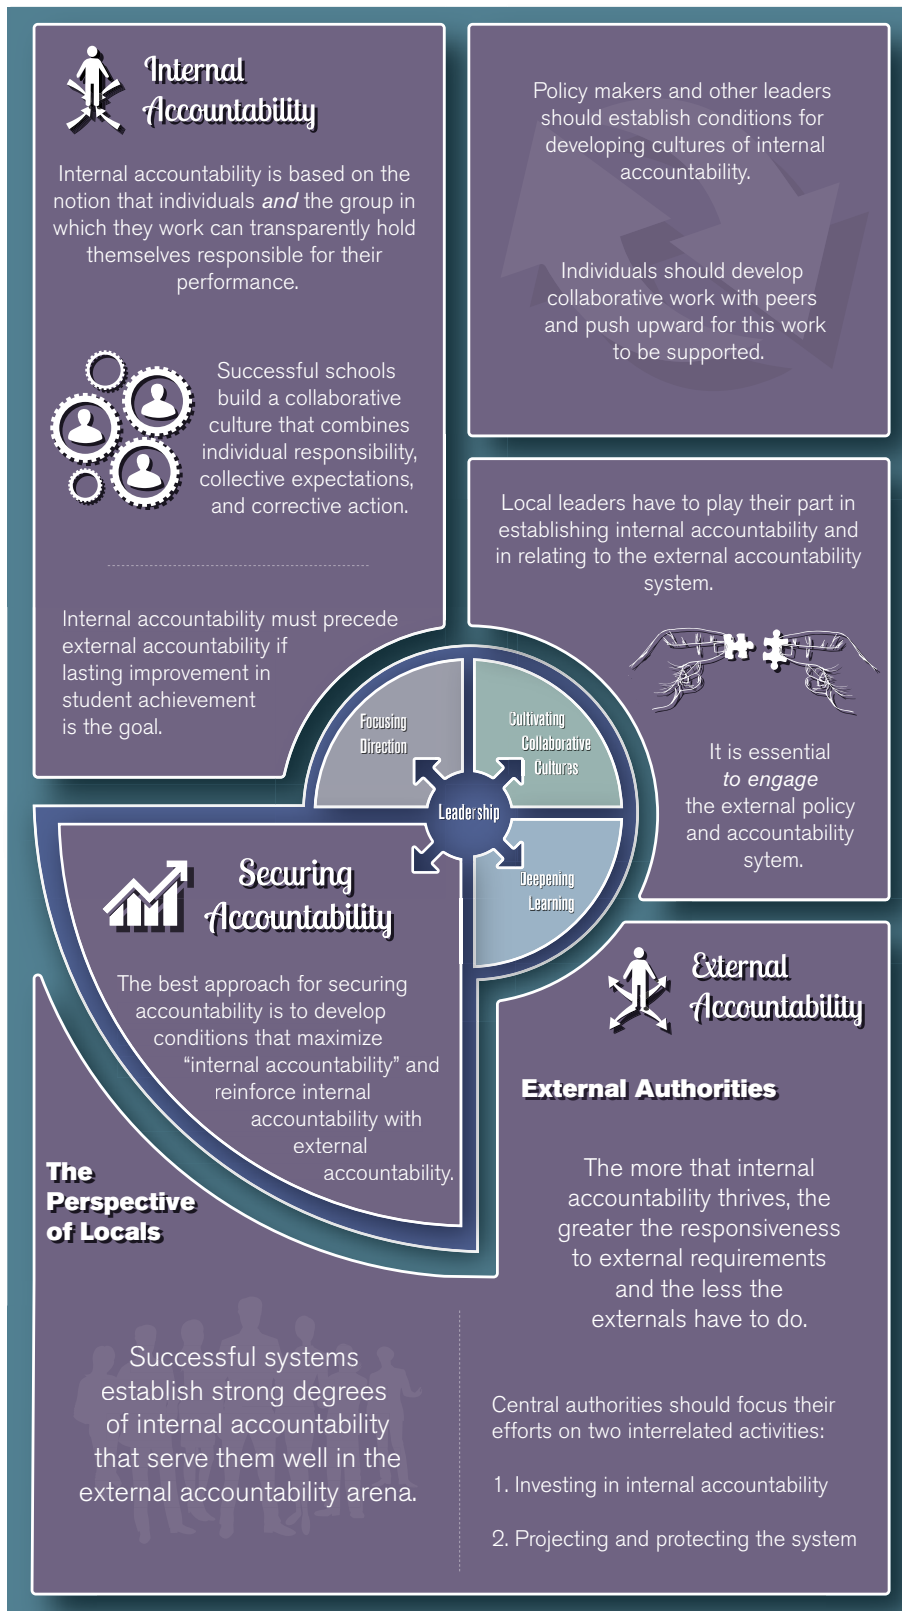 Internal
Accountability
Internal accountability is based on the
notion that individuals and the group in
which they work can transparently hold
themselves responsible for their
performance.
Successful schools
build a collaborative
culture that combines
individual responsibility,
collective expectations,
and corrective action.
Internal accountability must precede
external accountability if
lasting improvement in
student achievement
is the goal.
Policy makers and other leaders
should establish conditions for
developing cultures of internal
accountability.
Individuals should develop
collaborative work with peers
and push upward for this work
to be supported.
Local leaders have to play their part in
establishing internal accountability and
in relating to the external accountability
system.
It is essential
to engage
the external policy
and accountability
sytem.
Focusing
Direction
Cultivating
Collaborative
Cultures
Leadership
Deepening
Learning
Securing
Accountability
The best approach for securing
accountability is to develop
conditions that maximize
“internal accountability” and
reinforce internal
accountability with
external
accountability.
The
Perspective
of Locals
Successful systems
establish strong degrees
of internal accountability
that serve them well in the
external accountability arena.
External
Accountability
External Authorities
The more that internal
accountability thrives, the
greater the responsiveness
to external requirements
and the less the
externals have to do.
Central authorities should focus their
efforts on two interrelated activities:
1. Investing in internal accountability
2. Projecting and protecting the system